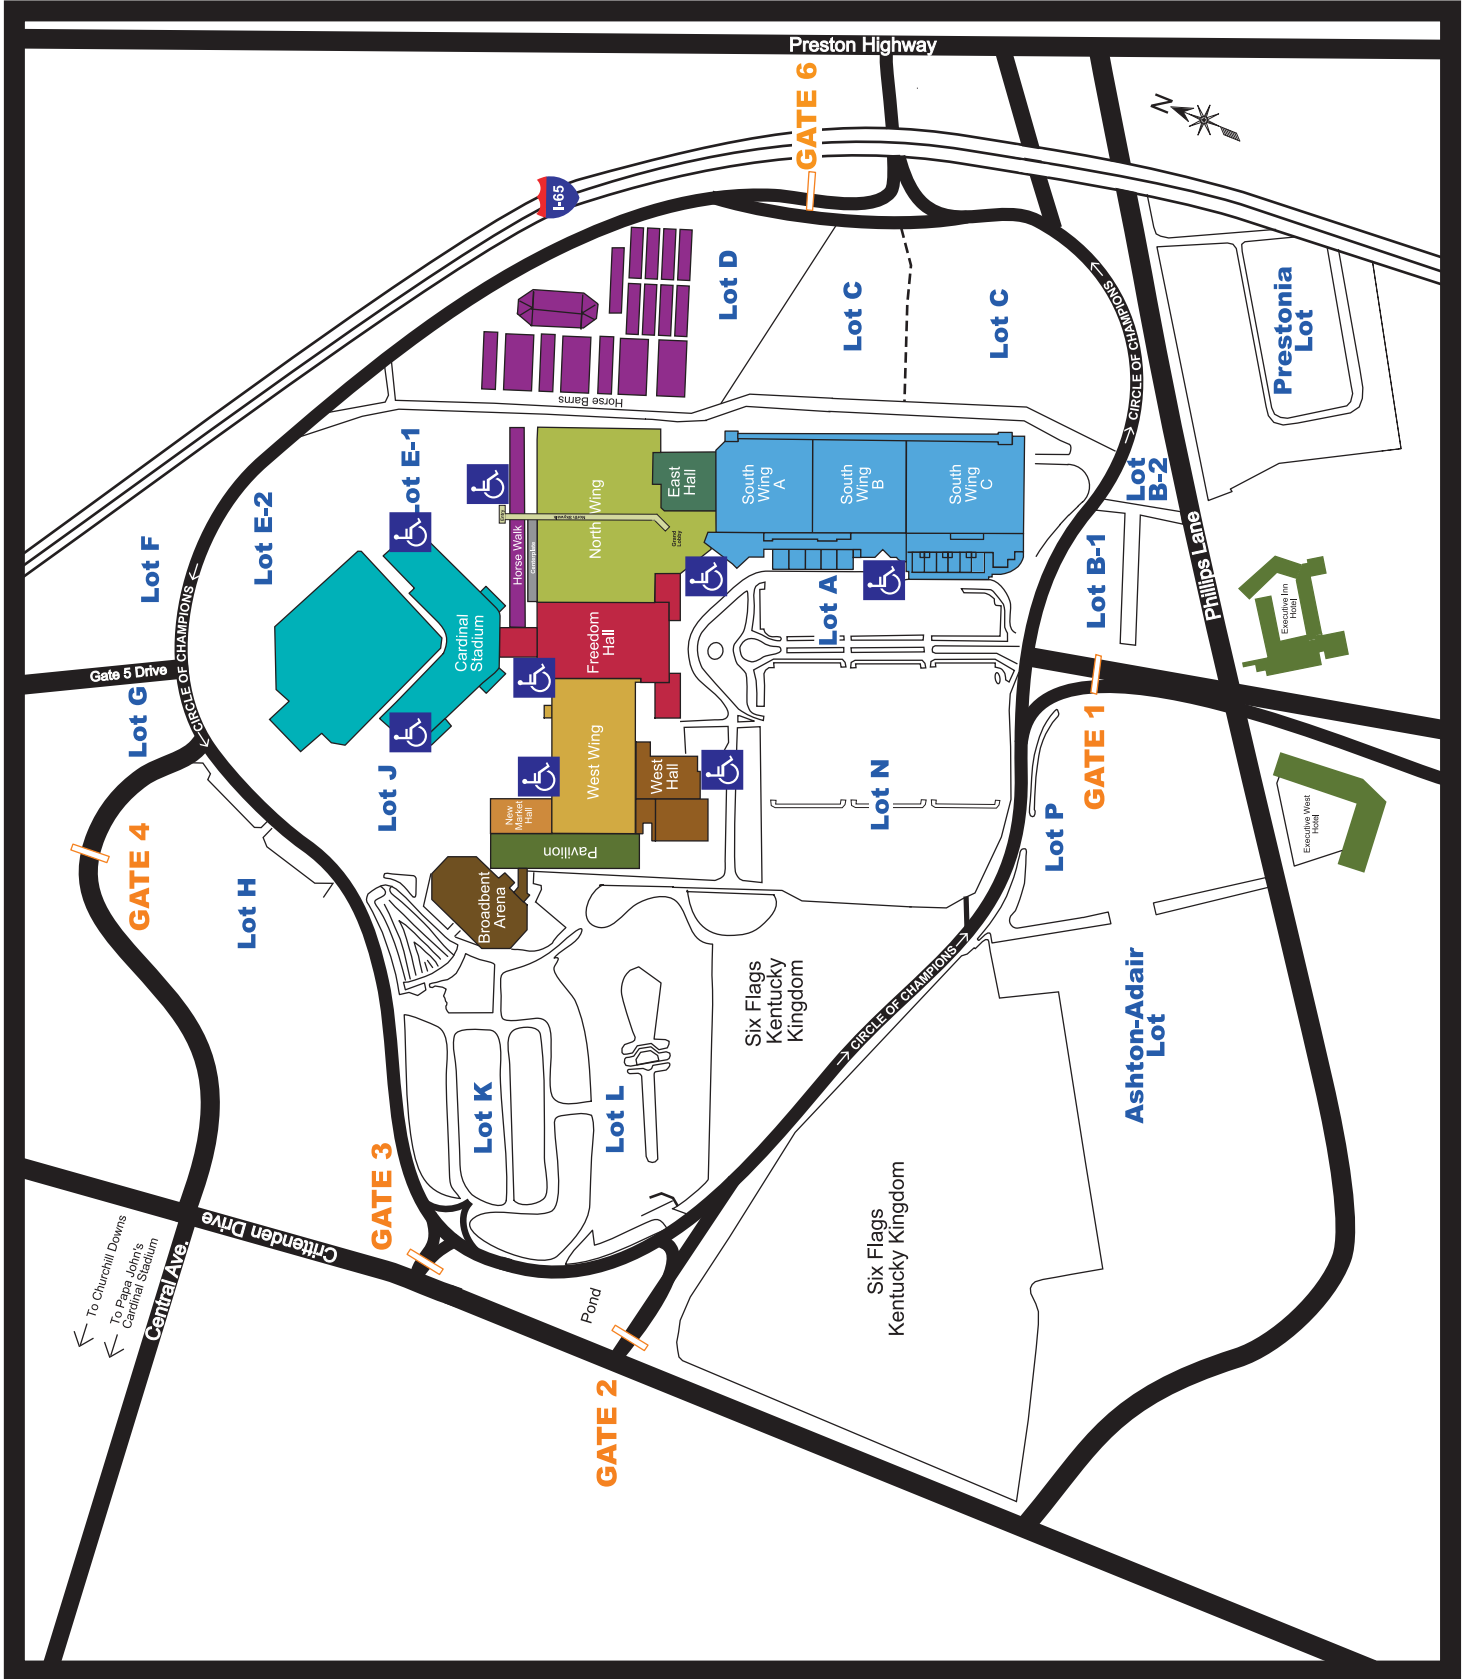 Preston Highway
GATE 6
N
I-65
Lot D
Lot C
Lot C
Prestonia
Lot
CIRCLE OF CHAMPIONS
Horse Barns
Lot E-1
Lot E-2
Lot F
Lot
B-2
East
Hall
South
Wing
A
South
Wing
B
South
Wing
C
North Wing
North Skywalk
Grand
Lobby
Horse Walk
Phillips Lane
Lot A
Lot B-1
Executive Inn
Hotel
CIRCLE OF CHAMPIONS
Gate 5 Drive
Cardinal
Stadium
Freedom
Hall
Lot G
Lot J
West Wing
West
Hall
New
Market
Hall
Pavilion
Lot N
GATE 1
Lot P
Executive West
Hotel
GATE 4
Lot H
Broadbent
Arena
Six Flags
Kentucky
Kingdom
CIRCLE OF CHAMPIONS
Ashton-Adair
Lot
Lot K
Lot L
GATE 3
Six Flags
Kentucky Kingdom
Crittenden Drive
To Churchill Downs
To Papa John's
Cardinal Stadium
Central Ave.
Pond
GATE 2